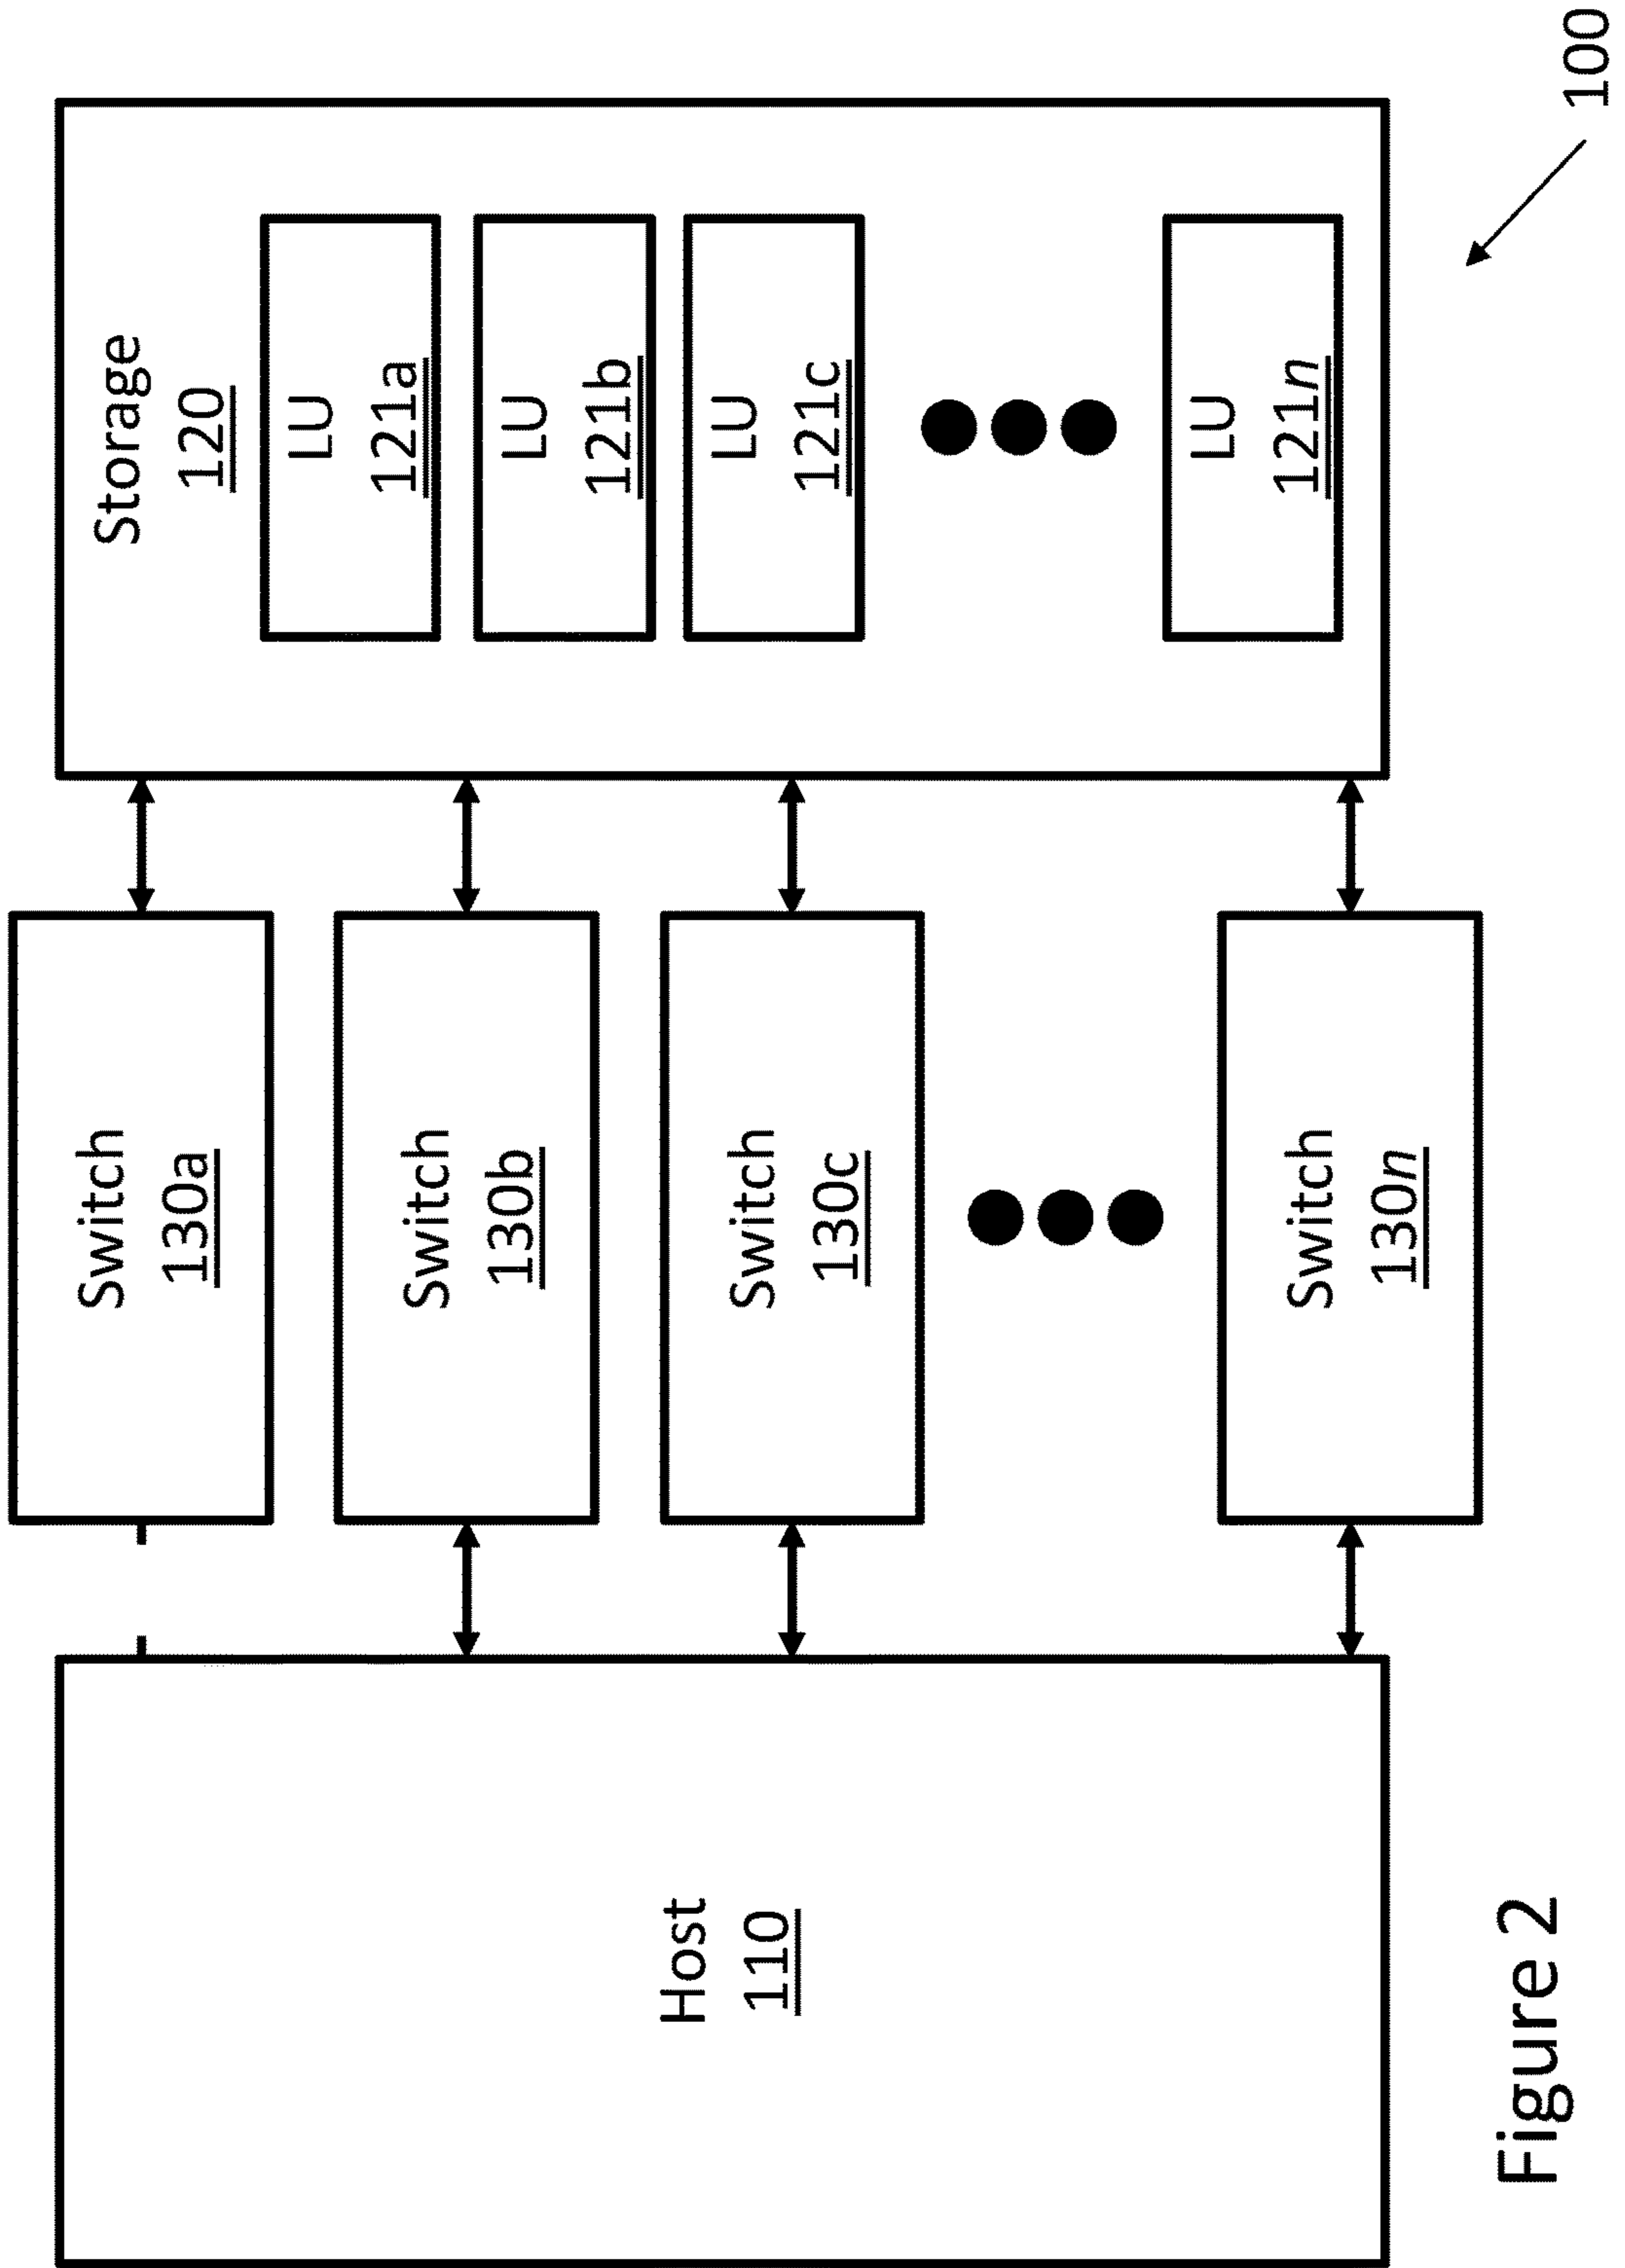 Host
110
Switch
130a
Switch
130b
Switch
130c
Switch
130n
Storage
120
LU
121a
LU
121b
LU
121c
LU
121n
100
Figure 2